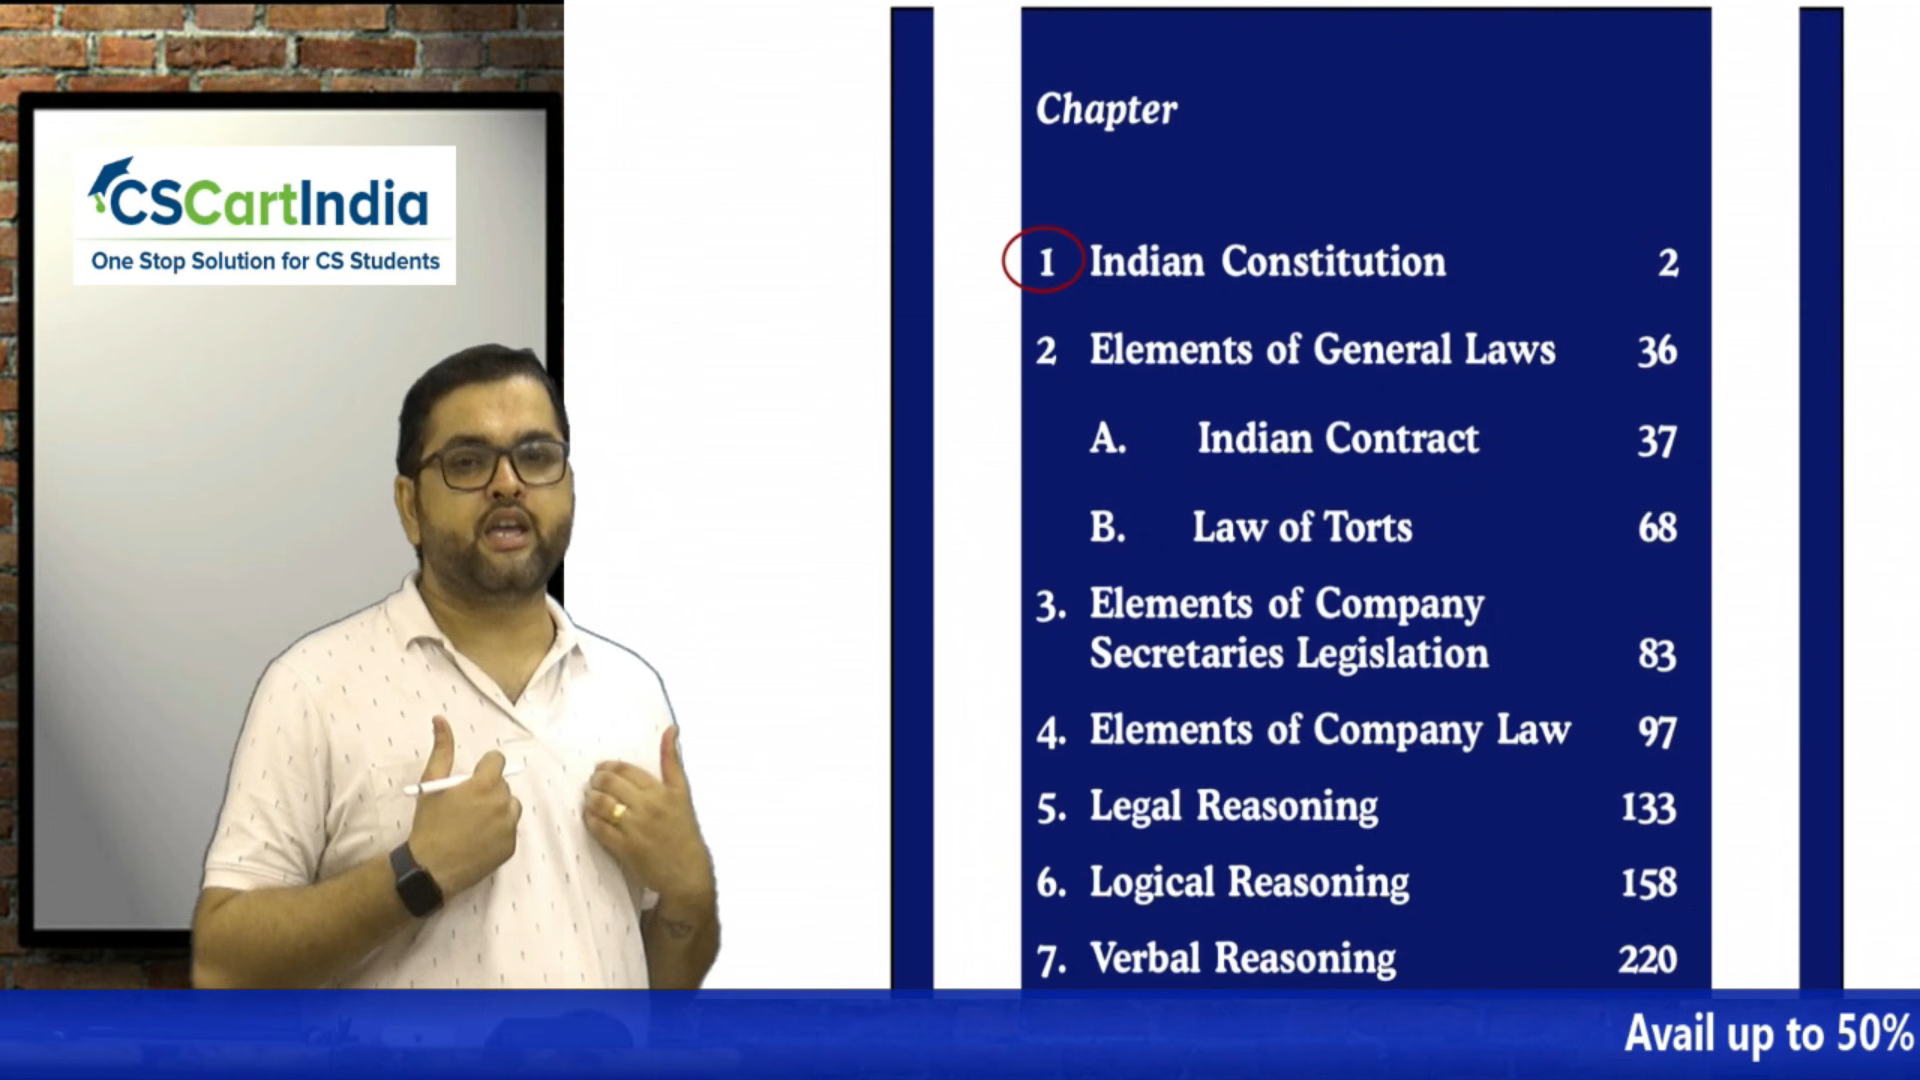 CSCartIndia
One Stop Solution for CS Students
Chapter
1 Indian Constitution 2
2 Elements of General Laws 36
A. Indian Contract 37
B. Law of Torts 68
3. Elements of Company
Secretaries Legislation 83
4. Elements of Company Law 97
5. Legal Reasoning 133
6. Logical Reasoning 158
7. Verbal Reasoning 220
Avail up to 50%